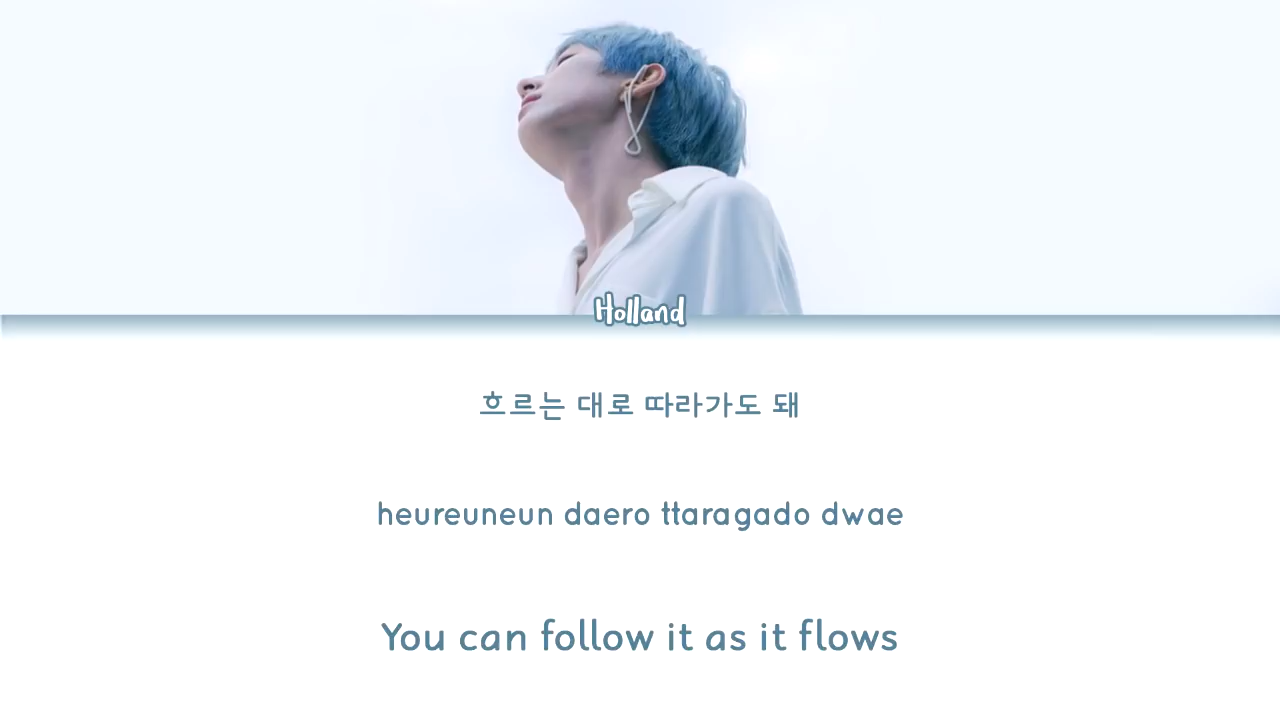 Holland
흐르는 대로 따라가도 돼
heureuneun daero ttaragado dwae
You can follow it as it flows